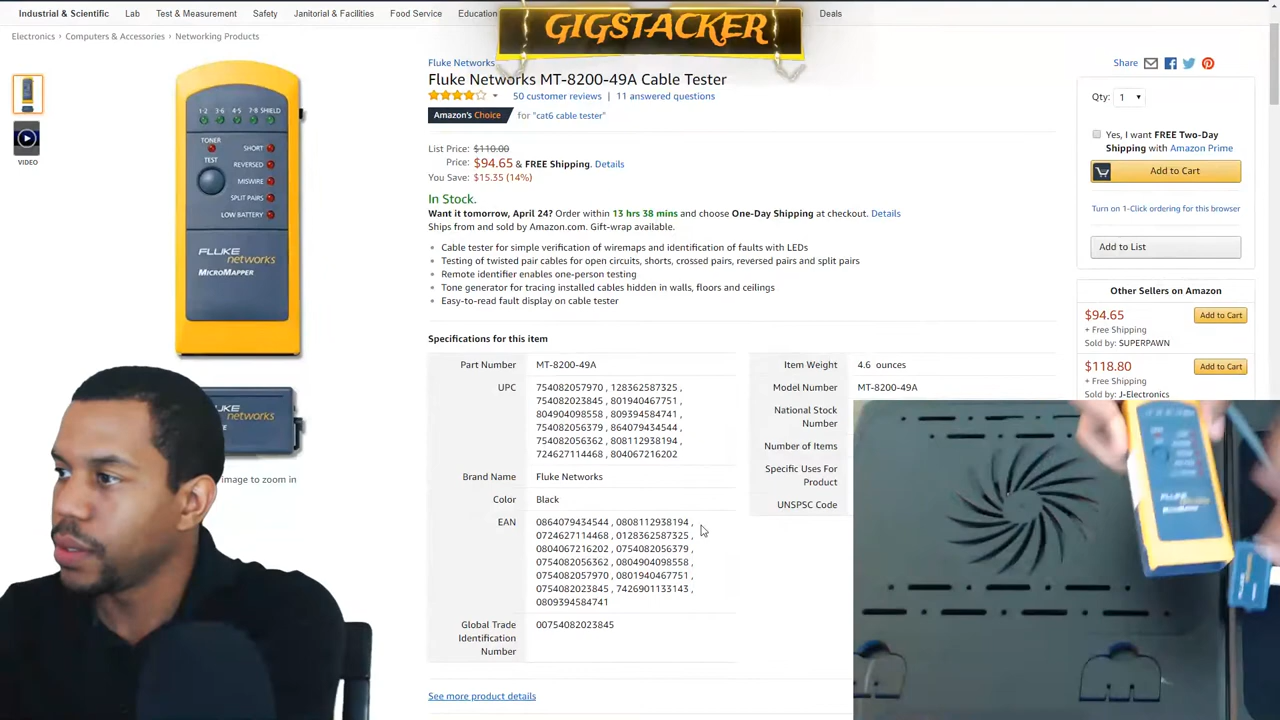 Industrial & Scientific Lab Test & Measurement Safety Janitorial & Facilities Food Service Education Deals
GIGSTACKER
Electronics › Computers & Accessories › Networking Products
Fluke Networks
Fluke Networks MT-8200-49A Cable Tester
50 customer reviews | 11 answered questions
Amazon's Choice for "cat6 cable tester"
List Price: $110.00
Price: $94.65 & FREE Shipping. Details
You Save: $15.35 (14%)
In Stock.
Want it tomorrow, April 24? Order within 13 hrs 38 mins and choose One-Day Shipping at checkout. Details
Ships from and sold by Amazon.com. Gift-wrap available.
• Cable tester for simple verification of wiremaps and identification of faults with LEDs
• Testing of twisted pair cables for open circuits, shorts, crossed pairs, reversed pairs and split pairs
• Remote identifier enables one-person testing
• Tone generator for tracing installed cables hidden in walls, floors and ceilings
• Easy-to-read fault display on cable tester
Specifications for this item
Part Number MT-8200-49A
UPC 754082057970 , 128362587325 ,
754082023845 , 801940467751 ,
804904098558 , 809394584741 ,
754082056379 , 864079434544 ,
754082056362 , 808112938194 ,
724627114468 , 804067216202
Brand Name Fluke Networks
Color Black
EAN 0864079434544 , 0808112938194 ,
0724627114468 , 0128362587325 ,
0804067216202 , 0754082056379 ,
0754082056362 , 0804904098558 ,
0754082057970 , 0801940467751 ,
0754082023845 , 7426901133143 ,
0809394584741
Global Trade
Identification
Number
00754082023845
See more product details
Item Weight 4.6 ounces
Model Number MT-8200-49A
National Stock
Number
Number of Items
Specific Uses For
Product
UNSPSC Code
Share
Qty: 1
Yes, I want FREE Two-Day
Shipping with Amazon Prime
Add to Cart
Turn on 1-Click ordering for this browser
Add to List
Other Sellers on Amazon
$94.65 Add to Cart
+ Free Shipping
Sold by: SUPERPAWN
$118.80 Add to Cart
+ Free Shipping
Sold by: J-Electronics
VIDEO
1-2 3-6 4-5 7-8 SHIELD
TONER
TEST
SHORT
REVERSED
MISWIRE
SPLIT PAIRS
LOW BATTERY
FLUKE
networks
MICROMAPPER
FLUKE
networks
image to zoom in
FLUKE